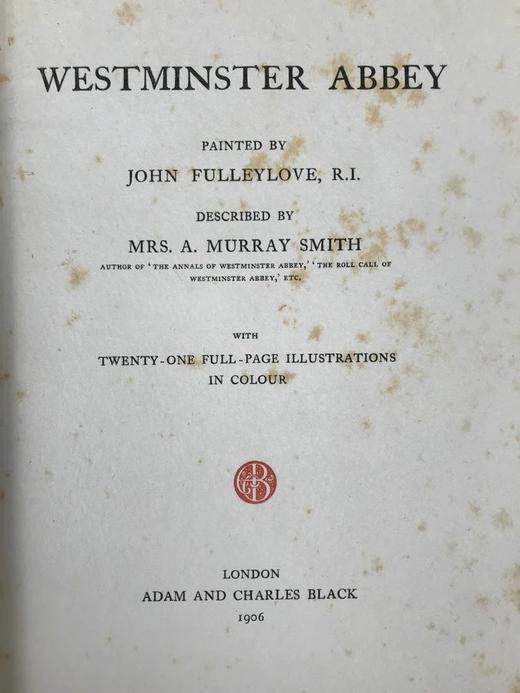 WESTMINSTER ABBEY
PAINTED BY
JOHN FULLEYLOVE, R.I.
DESCRIBED BY
MRS. A. MURRAY SMITH
AUTHOR OF 'THE ANNALS OF WESTMINSTER ABBEY,' 'THE ROLL CALL OF
WESTMINSTER ABBEY,' ETC.
WITH
TWENTY-ONE FULL-PAGE ILLUSTRATIONS
IN COLOUR
LONDON
ADAM AND CHARLES BLACK
1906